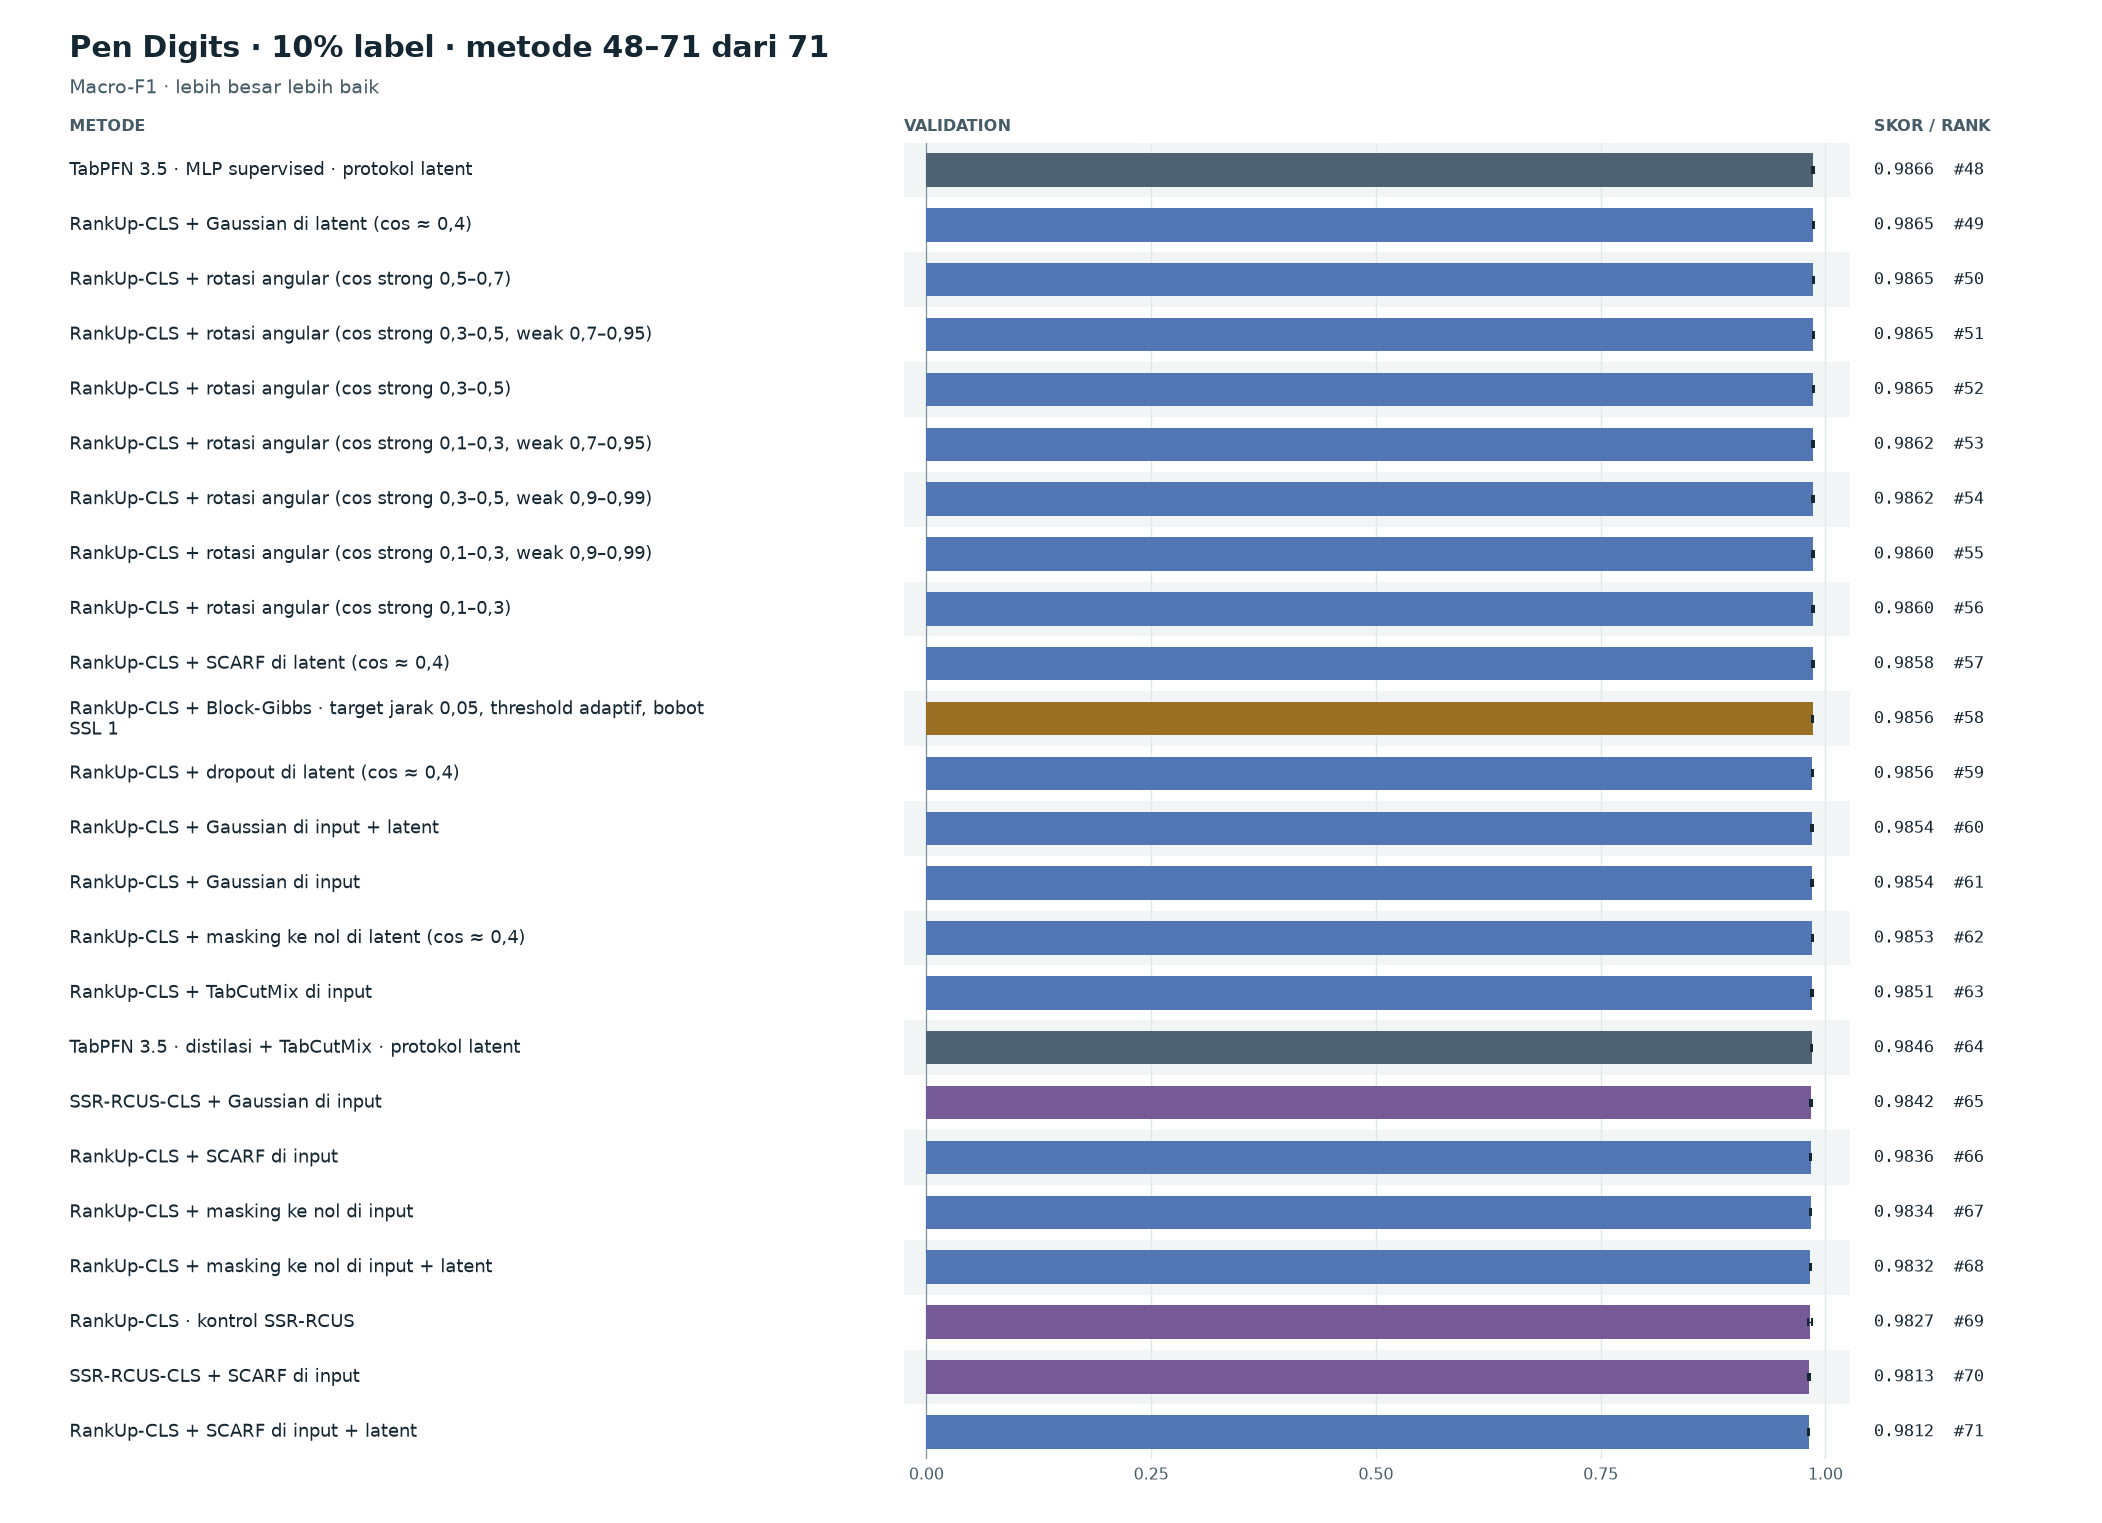 Pen Digits · 10% label · metode 48–71 dari 71
Macro-F1 · lebih besar lebih baik
METODE VALIDATION SKOR / RANK
TabPFN 3.5 · MLP supervised · protokol latent 0.9866 #48
RankUp-CLS + Gaussian di latent (cos ≈ 0,4) 0.9865 #49
RankUp-CLS + rotasi angular (cos strong 0,5–0,7) 0.9865 #50
RankUp-CLS + rotasi angular (cos strong 0,3–0,5, weak 0,7–0,95) 0.9865 #51
RankUp-CLS + rotasi angular (cos strong 0,3–0,5) 0.9865 #52
RankUp-CLS + rotasi angular (cos strong 0,1–0,3, weak 0,7–0,95) 0.9862 #53
RankUp-CLS + rotasi angular (cos strong 0,3–0,5, weak 0,9–0,99) 0.9862 #54
RankUp-CLS + rotasi angular (cos strong 0,1–0,3, weak 0,9–0,99) 0.9860 #55
RankUp-CLS + rotasi angular (cos strong 0,1–0,3) 0.9860 #56
RankUp-CLS + SCARF di latent (cos ≈ 0,4) 0.9858 #57
RankUp-CLS + Block-Gibbs · target jarak 0,05, threshold adaptif, bobot
SSL 1 0.9856 #58
RankUp-CLS + dropout di latent (cos ≈ 0,4) 0.9856 #59
RankUp-CLS + Gaussian di input + latent 0.9854 #60
RankUp-CLS + Gaussian di input 0.9854 #61
RankUp-CLS + masking ke nol di latent (cos ≈ 0,4) 0.9853 #62
RankUp-CLS + TabCutMix di input 0.9851 #63
TabPFN 3.5 · distilasi + TabCutMix · protokol latent 0.9846 #64
SSR-RCUS-CLS + Gaussian di input 0.9842 #65
RankUp-CLS + SCARF di input 0.9836 #66
RankUp-CLS + masking ke nol di input 0.9834 #67
RankUp-CLS + masking ke nol di input + latent 0.9832 #68
RankUp-CLS · kontrol SSR-RCUS 0.9827 #69
SSR-RCUS-CLS + SCARF di input 0.9813 #70
RankUp-CLS + SCARF di input + latent 0.9812 #71
0.00 0.25 0.50 0.75 1.00